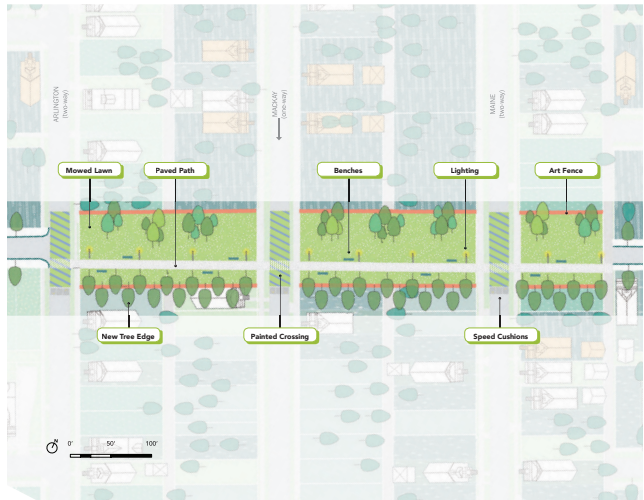 ARLINGTON
(two-way)
MACKAY
(one-way)
MAINE
(two-way)
Mowed Lawn
Paved Path
Benches
Lighting
Art Fence
New Tree Edge
Painted Crossing
Speed Cushions
N
0'
50'
100'